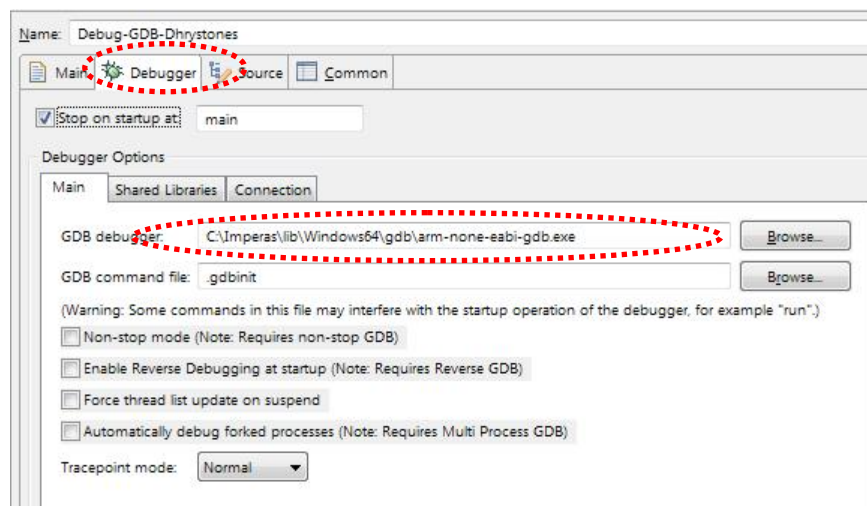 Name: Debug-GDB-Dhrystones
Main Debugger Source Common
Stop on startup at: main
Debugger Options
Main Shared Libraries Connection
GDB debugger: C:\Imperas\lib\Windows64\gdb\arm-none-eabi-gdb.exe Browse...
GDB command file: .gdbinit Browse...
(Warning: Some commands in this file may interfere with the startup operation of the debugger, for example "run".)
Non-stop mode (Note: Requires non-stop GDB)
Enable Reverse Debugging at startup (Note: Requires Reverse GDB)
Force thread list update on suspend
Automatically debug forked processes (Note: Requires Multi Process GDB)
Tracepoint mode: Normal